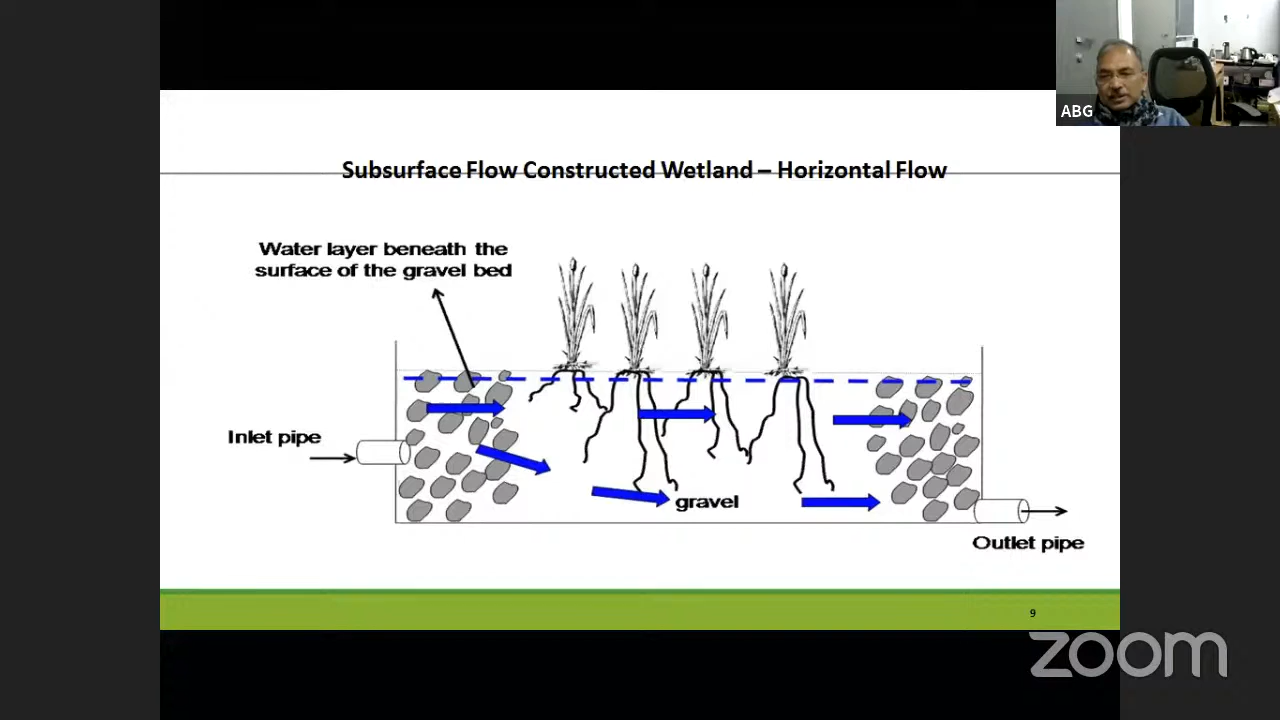 ABG
Subsurface Flow Constructed Wetland – Horizontal Flow
Water layer beneath the
surface of the gravel bed
Inlet pipe
gravel
Outlet pipe
9
zoom